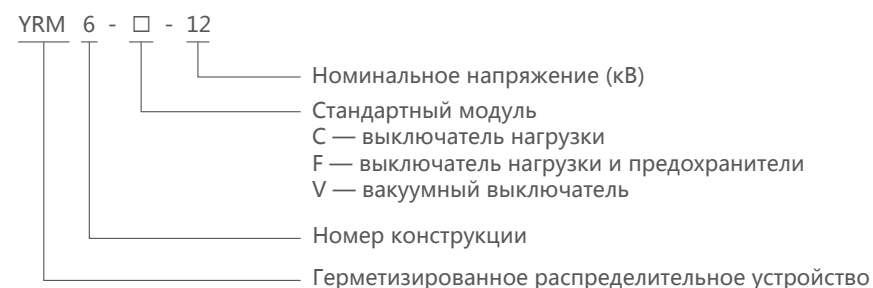 YRM 6 - □ - 12
Номинальное напряжение (кВ)
Стандартный модуль
C — выключатель нагрузки
F — выключатель нагрузки и предохранители
V — вакуумный выключатель
Номер конструкции
Герметизированное распределительное устройство